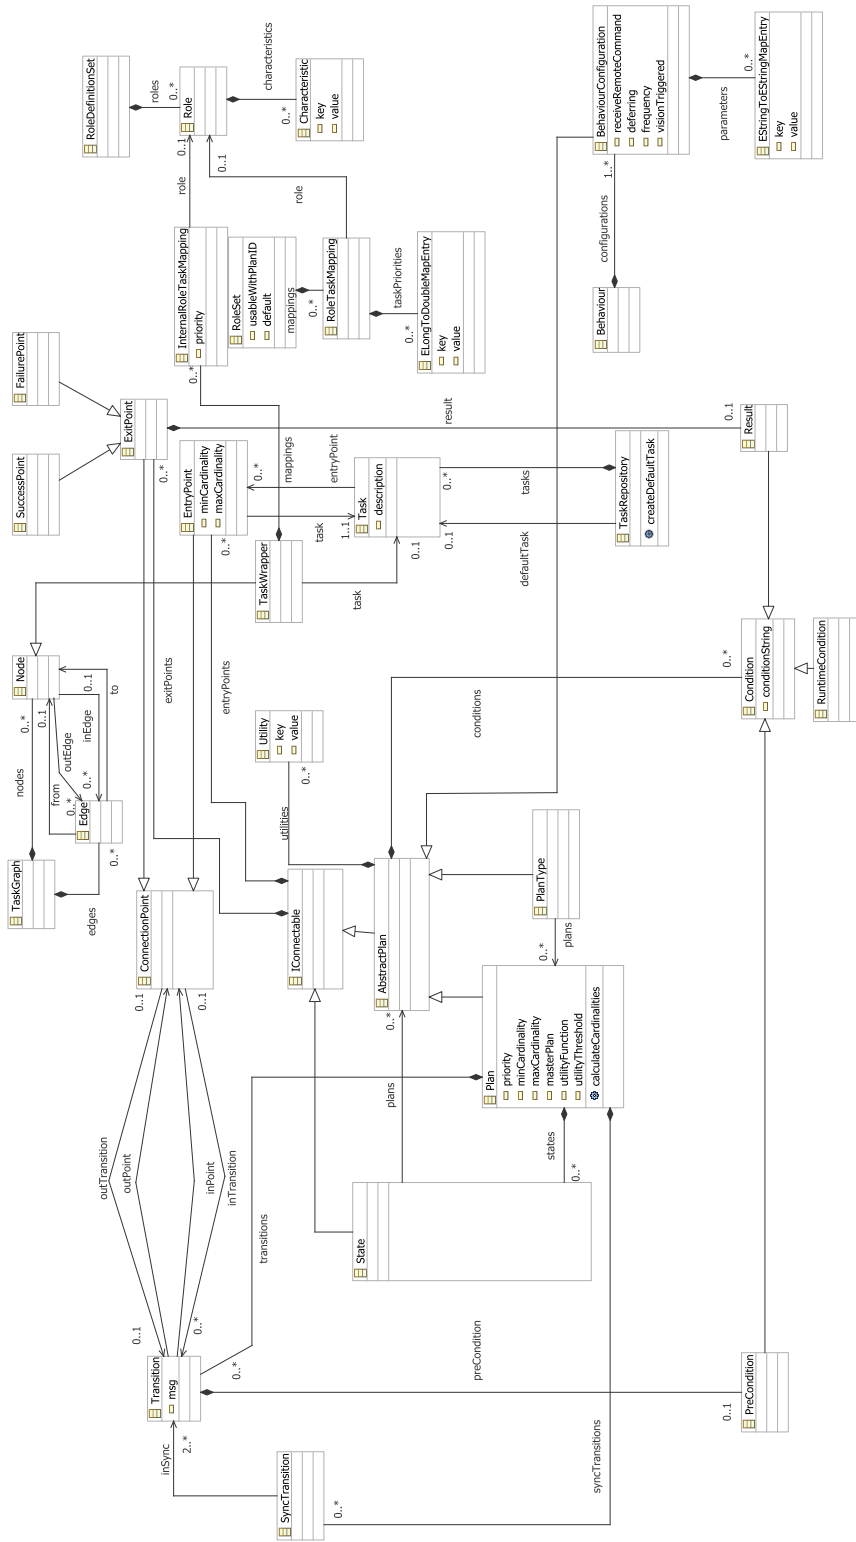 RoleDefinitionSet
roles
0..*
Role
characteristics
0..*
Characteristic
key
value
0..1
0..1
role
role
InternalRoleTaskMapping
priority
0..*
RoleSet
usableWithPlanID
default
mappings
0..*
RoleTaskMapping
taskPriorities
0..*
ELongToDoubleMapEntry
key
value
BehaviourConfiguration
receiveRemoteCommand
deferring
frequency
visionTriggered
1..*
0..*
parameters
EStringToEStringMapEntry
key
value
configurations
Behaviour
FailurePoint
SuccessPoint
ExitPoint
0..*
result
0..1
Result
EntryPoint
minCardinality
maxCardinality
0..*
0..*
mappings
entryPoint
task
1..1
Task
description
0..*
tasks
0..1
0..1
defaultTask
TaskRepository
createDefaultTask
TaskWrapper
task
Node
0..*
0..1
0..1
nodes
from
outEdge
inEdge
to
0..*
0..*
Edge
0..*
TaskGraph
edges
exitPoints
entryPoints
Utility
key
value
0..*
utilities
conditions
0..*
Condition
conditionString
RuntimeCondition
ConnectionPoint
0..1
0..1
IConnectable
AbstractPlan
0..*
PlanType
plans
0..*
Plan
priority
minCardinality
maxCardinality
masterPlan
utilityFunction
utilityThreshold
calculateCardinalities
plans
states
0..*
State
outTransition
outPoint
inPoint
inTransition
transitions
0..1
0..*
0..*
Transition
msg
preCondition
0..1
PreCondition
inSync
2..*
SyncTransition
0..*
syncTransitions